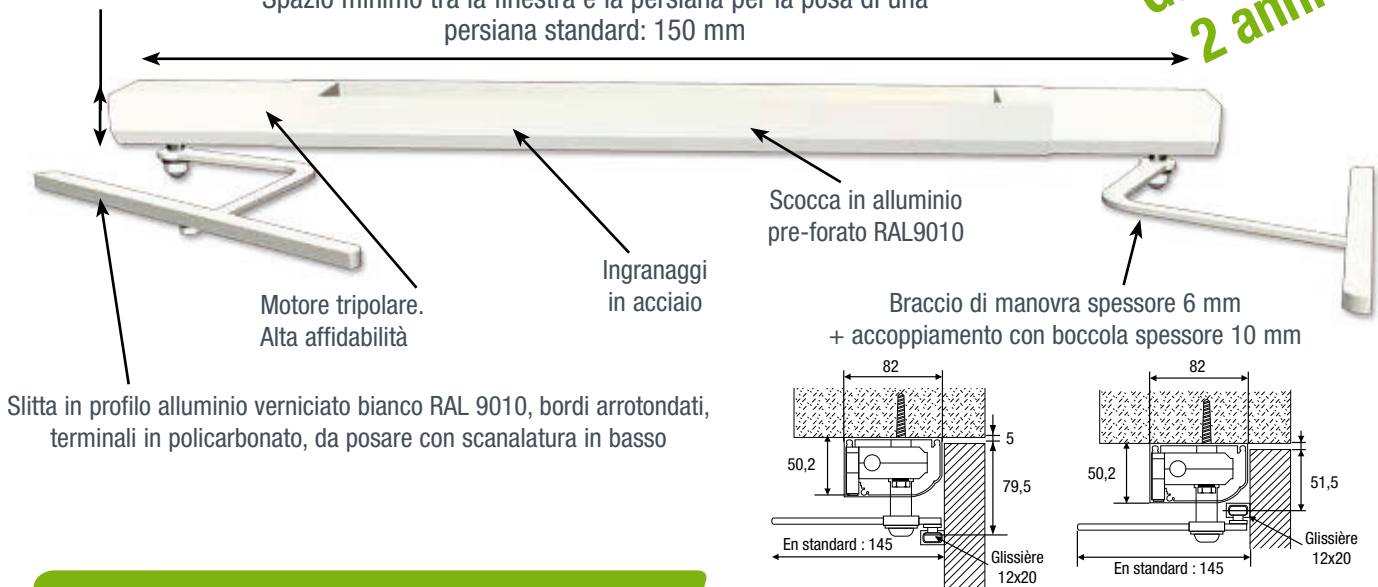 Spazio minimo tra la finestra e la persiana per la posa di una
persiana standard: 150 mm
2 anni
Scocca in alluminio
pre-forato RAL9010
Ingranaggi
in acciaio
Motore tripolare.
Alta affidabilità
Braccio di manovra spessore 6 mm
+ accoppiamento con boccola spessore 10 mm
Slitta in profilo alluminio verniciato bianco RAL 9010, bordi arrotondati,
terminali in policarbonato, da posare con scanalatura in basso
82
5
50,2
79,5
En standard : 145
Glissière
12x20
82
50,2
51,5
En standard : 145
Glissière
12x20